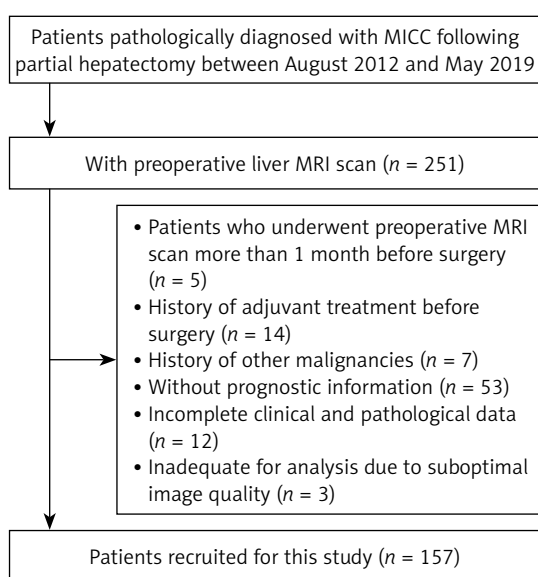 Patients pathologically diagnosed with MICC following
partial hepatectomy between August 2012 and May 2019
With preoperative liver MRI scan (n = 251)
• Patients who underwent preoperative MRI
scan more than 1 month before surgery
(n = 5)
• History of adjuvant treatment before
surgery (n = 14)
• History of other malignancies (n = 7)
• Without prognostic information (n = 53)
• Incomplete clinical and pathological data
(n = 12)
• Inadequate for analysis due to suboptimal
image quality (n = 3)
Patients recruited for this study (n = 157)